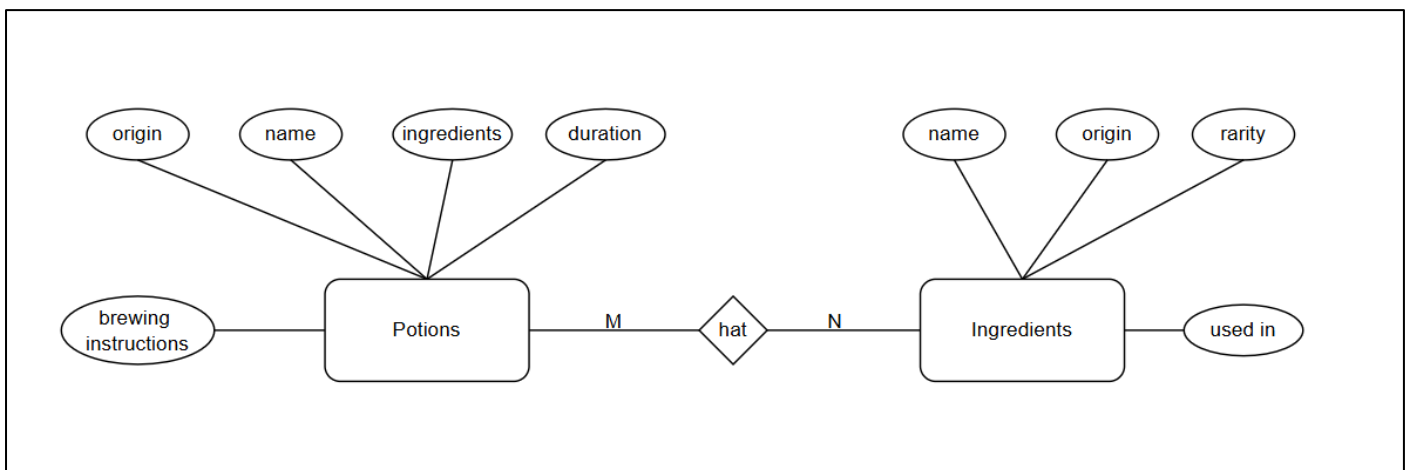 origin
name
ingredients
duration
name
origin
rarity
brewing
instructions
Potions
M
hat
N
Ingredients
used in